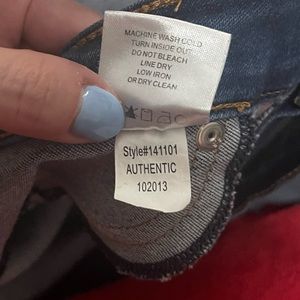 MACHINE WASH COLD
TURN INSIDE OUT
DO NOT BLEACH
LINE DRY
LOW IRON
OR DRY CLEAN
Style#141101
AUTHENTIC
102013